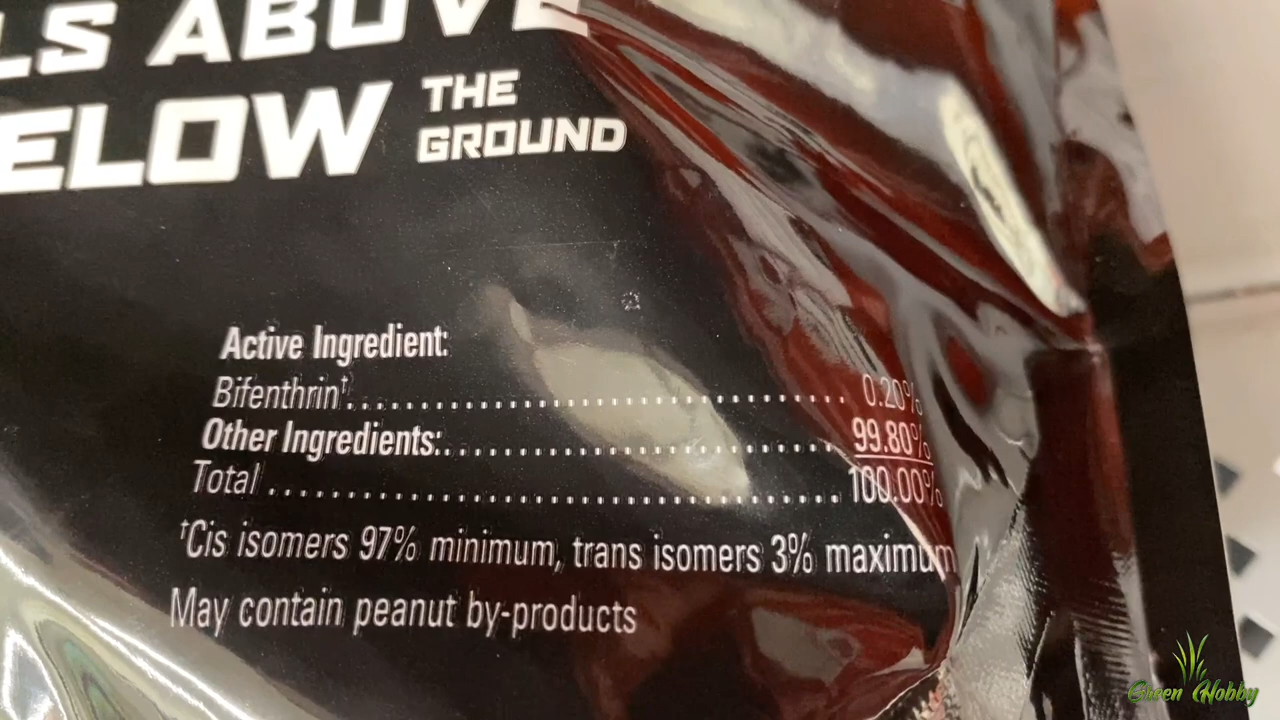 LS ABOVE
ELOW THE
GROUND
Active Ingredient:
Bifenthrin†.......................................... 0.20%
Other Ingredients:.................................. 99.80%
Total................................................ 100.00%
†Cis isomers 97% minimum, trans isomers 3% maximum
May contain peanut by-products
Green Hobby